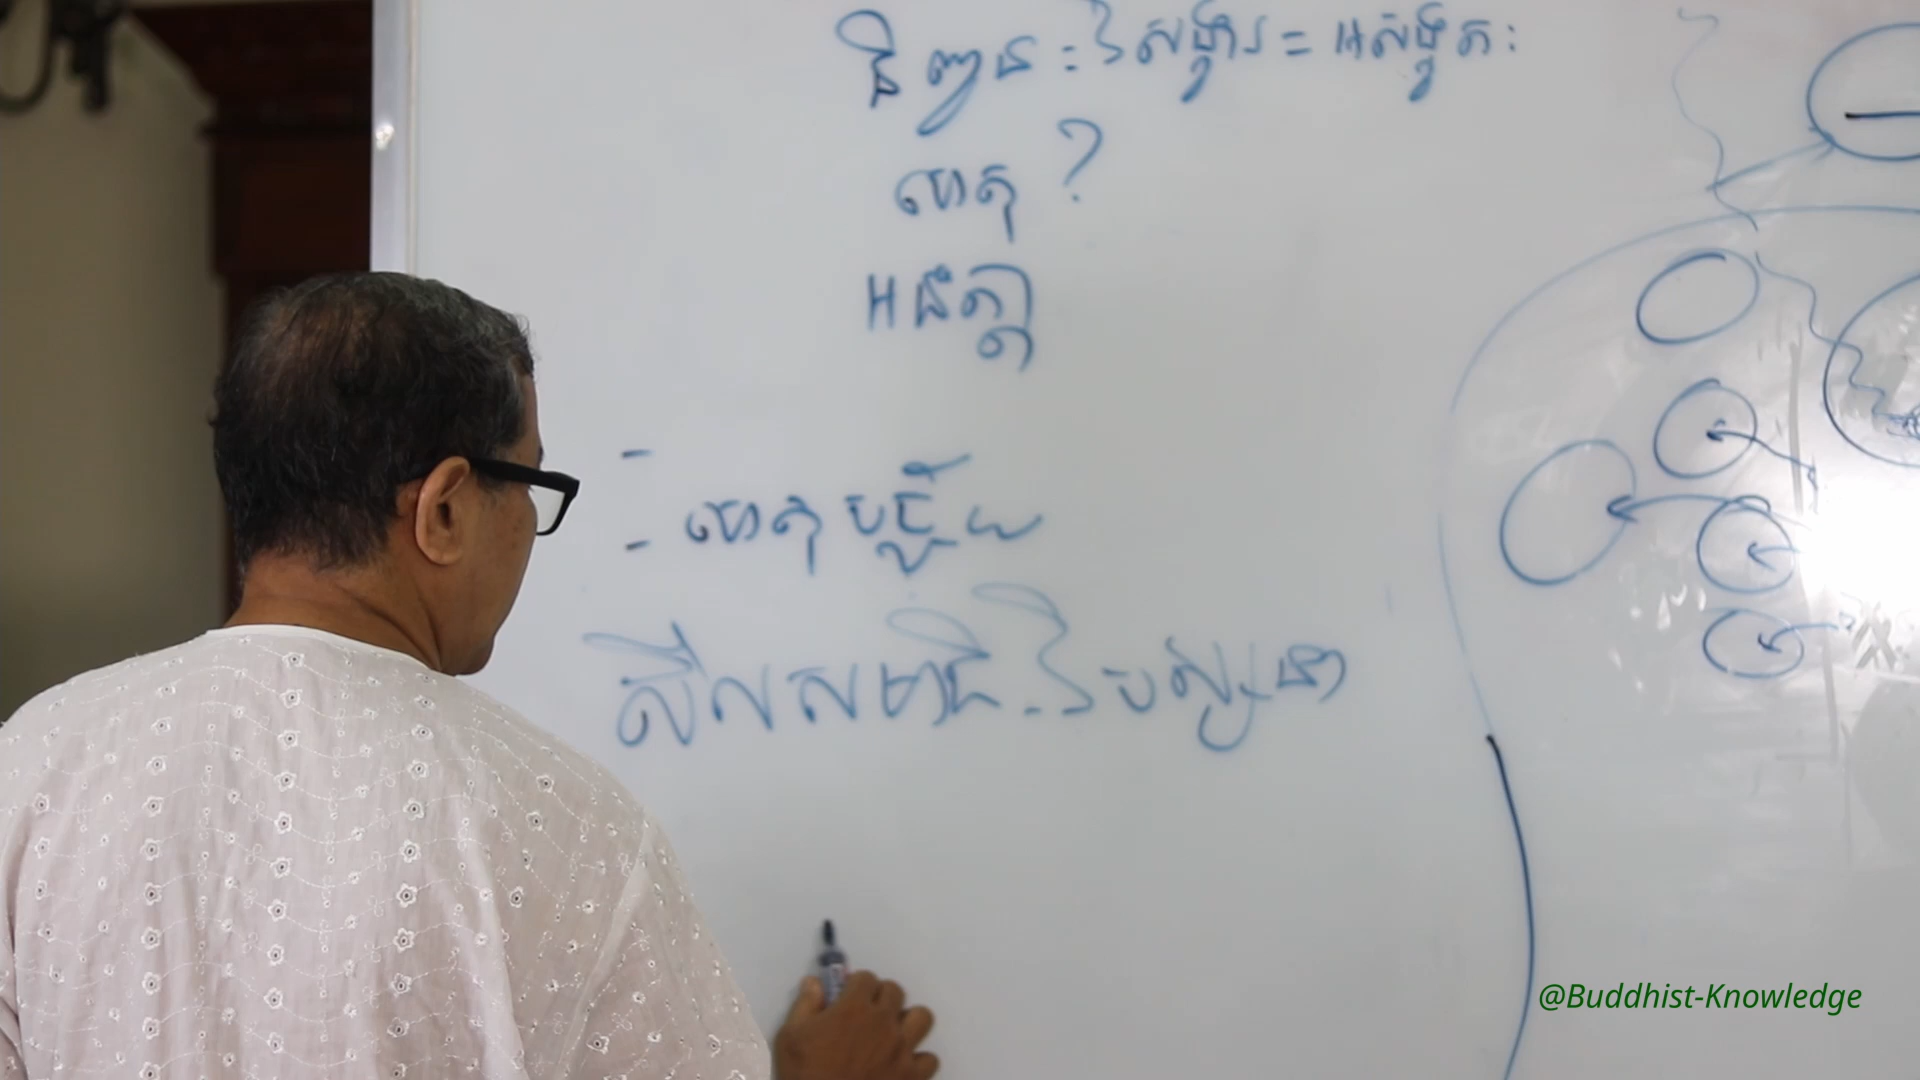 និញ្វន : វិសង្ខារ = អសង្ខត :
ហេតុ ?
អនត្តា
-
- ហេតុ បច្ច័យ
សីល សមាធិ - វិបស្សនា
@Buddhist-Knowledge